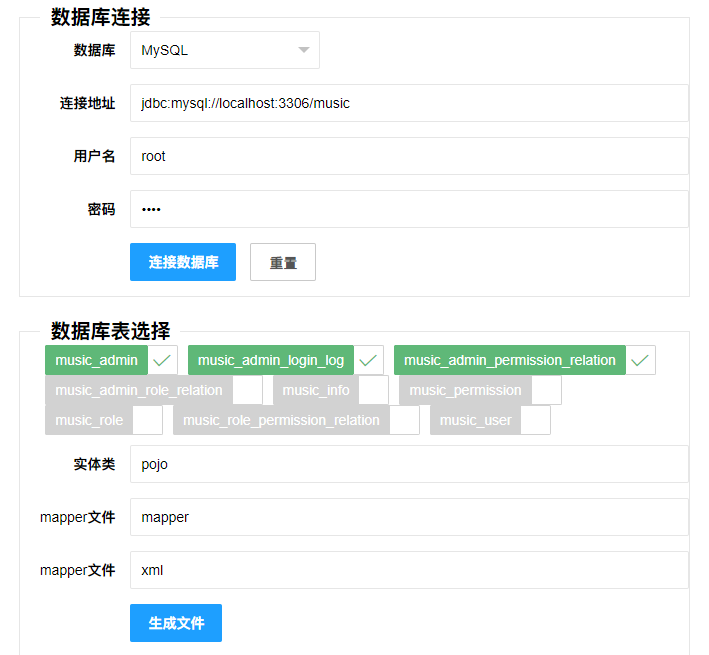 数据库连接
数据库 MySQL
连接地址 jdbc:mysql://localhost:3306/music
用户名 root
密码 ••••
连接数据库 重置
数据库表选择
music_admin music_admin_login_log music_admin_permission_relation
music_admin_role_relation music_info music_permission
music_role music_role_permission_relation music_user
实体类 pojo
mapper文件 mapper
mapper文件 xml
生成文件